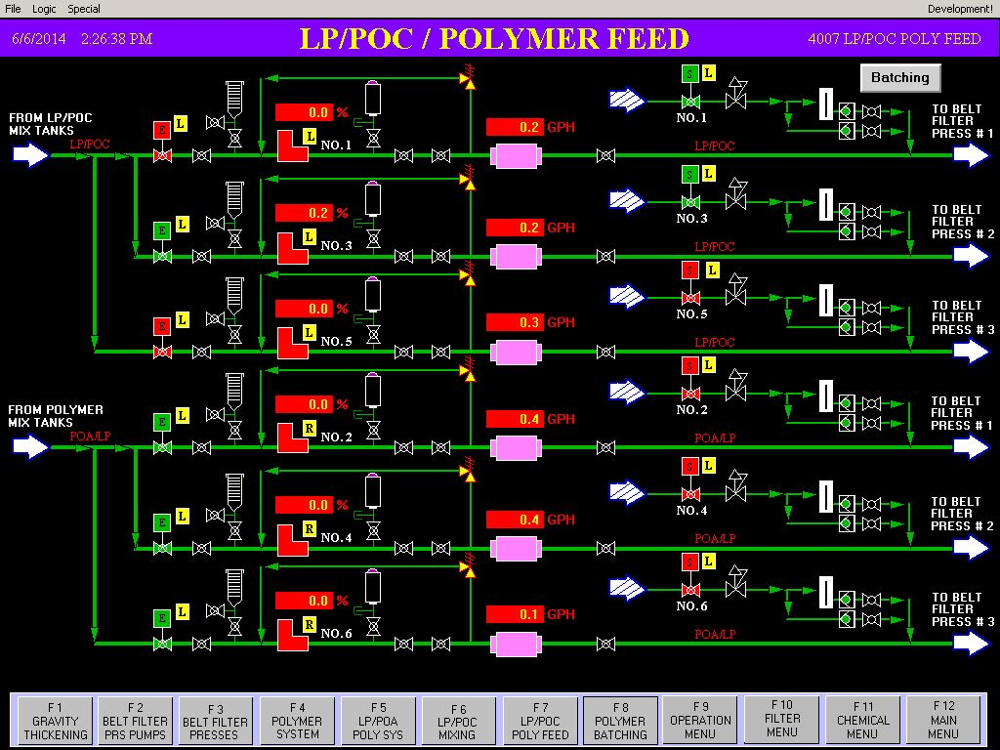 File Logic Special Development!
6/6/2014 2:26:38 PM LP/POC / POLYMER FEED 4007 LP/POC POLY FEED
Batching
S L
NO.1
FROM LP/POC
MIX TANKS
LP/POC
E L
0.0 %
L NO.1
0.2 GPH
LP/POC
TO BELT
FILTER
PRESS # 1
S L
NO.3
E L
0.2 %
L NO.3
0.2 GPH
LP/POC
TO BELT
FILTER
PRESS # 2
S L
NO.5
E L
0.0 %
L NO.5
0.3 GPH
LP/POC
TO BELT
FILTER
PRESS # 3
S L
NO.2
FROM POLYMER
MIX TANKS
POA/LP
E L
0.0 %
R NO.2
0.4 GPH
POA/LP
TO BELT
FILTER
PRESS # 1
S L
NO.4
E L
0.0 %
R NO.4
0.4 GPH
POA/LP
TO BELT
FILTER
PRESS # 2
S L
NO.6
E L
0.0 %
R NO.6
0.1 GPH
POA/LP
TO BELT
FILTER
PRESS # 3
F 1
GRAVITY
THICKENING
F 2
BELT FILTER
PRS PUMPS
F 3
BELT FILTER
PRESSES
F 4
POLYMER
SYSTEM
F 5
LP/POA
POLY SYS
F 6
LP/POC
MIXING
F 7
LP/POC
POLY FEED
F 8
POLYMER
BATCHING
F 9
OPERATION
MENU
F 10
FILTER
MENU
F 11
CHEMICAL
MENU
F 12
MAIN
MENU